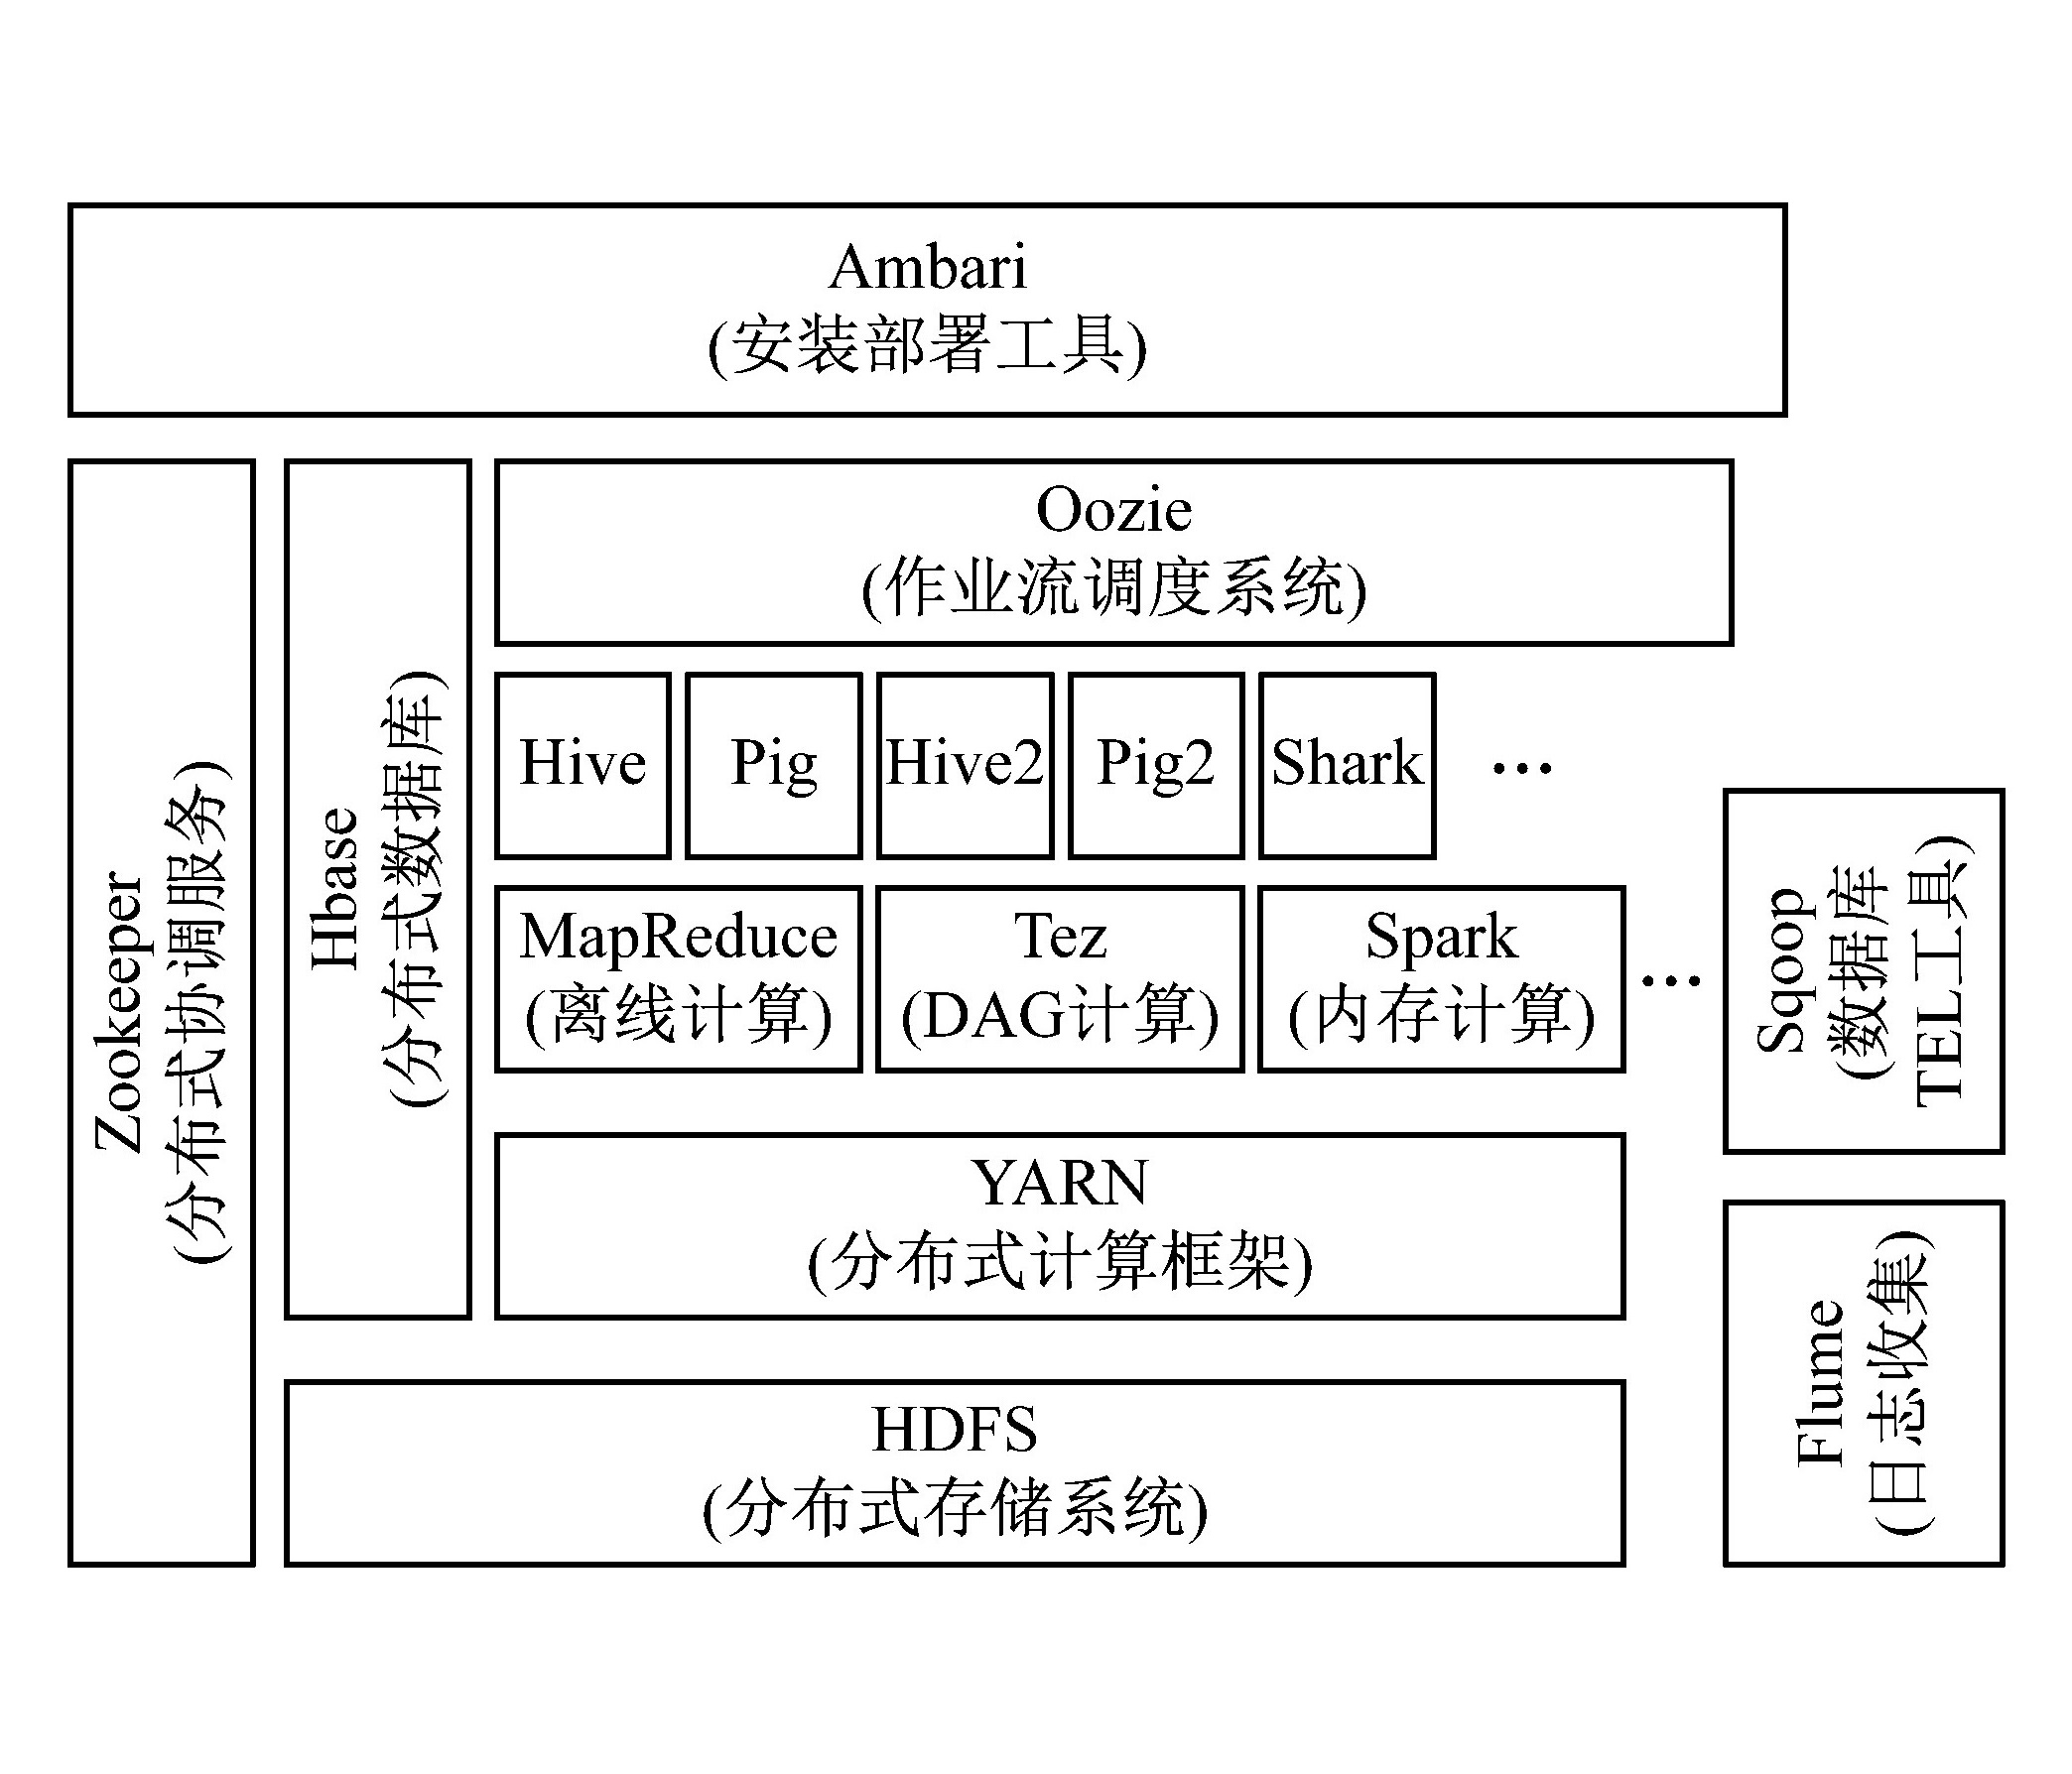 Ambari
(安装部署工具)
Zookeeper
(分布式协调服务)
Hbase
(分布式数据库)
Oozie
(作业流调度系统)
Hive
Pig
Hive2
Pig2
Shark
···
MapReduce
(离线计算)
Tez
(DAG计算)
Spark
(内存计算)
···
Sqoop
(数据库
TEL工具)
YARN
(分布式计算框架)
HDFS
(分布式存储系统)
Flume
(日志收集)